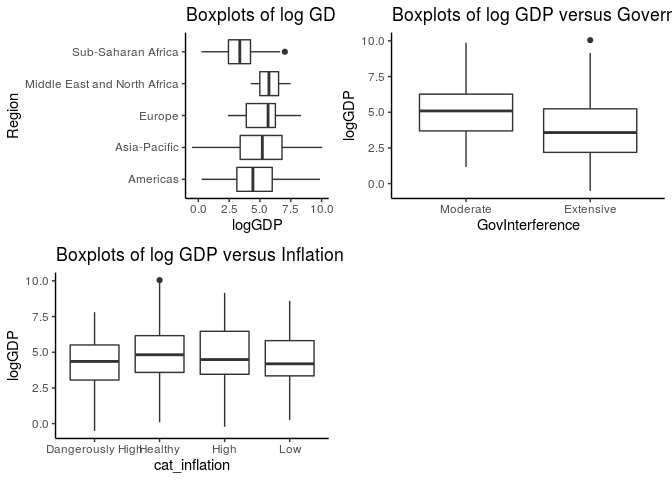 Boxplots of log GD
Region
Sub-Saharan Africa
Middle East and North Africa
Europe
Asia-Pacific
Americas
0.0 2.5 5.0 7.5 10.0
logGDP
Boxplots of log GDP versus Govern
logGDP
10.0
7.5
5.0
2.5
0.0
Moderate Extensive
GovInterference
Boxplots of log GDP versus Inflation
logGDP
10.0
7.5
5.0
2.5
0.0
Dangerously High Healthy High Low
cat_inflation